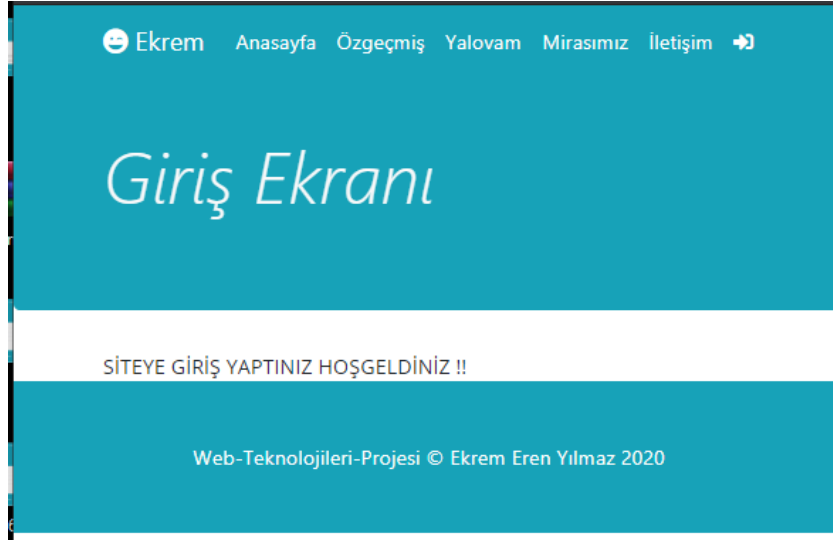 Ekrem Anasayfa Özgeçmiş Yalovam Mirasımız İletişim
Giriş Ekranı
SİTEYE GİRİŞ YAPTINIZ HOŞGELDİNİZ !!
Web-Teknolojileri-Projesi © Ekrem Eren Yılmaz 2020